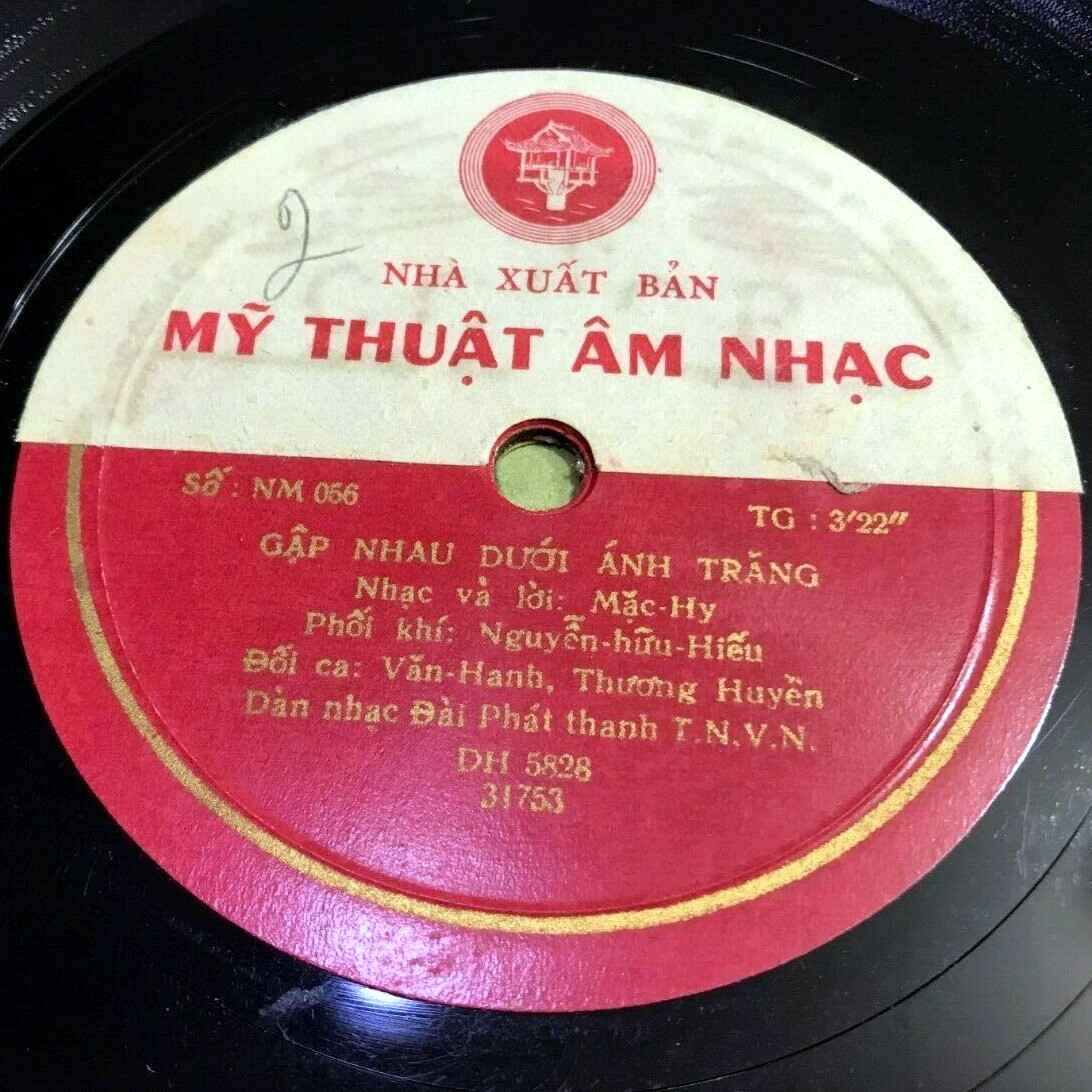 2
NHÀ XUẤT BẢN
MỸ THUẬT ÂM NHẠC
Số : NM 056
TG : 3'22"
GẶP NHAU DƯỚI ÁNH TRĂNG
Nhạc và lời: Mặc-Hy
Phối khí: Nguyễn-hữu-Hiếu
Đối ca: Văn-Hanh, Thương Huyền
Dàn nhạc Đài Phát thanh T.N.V.N.
DH 5828
31753